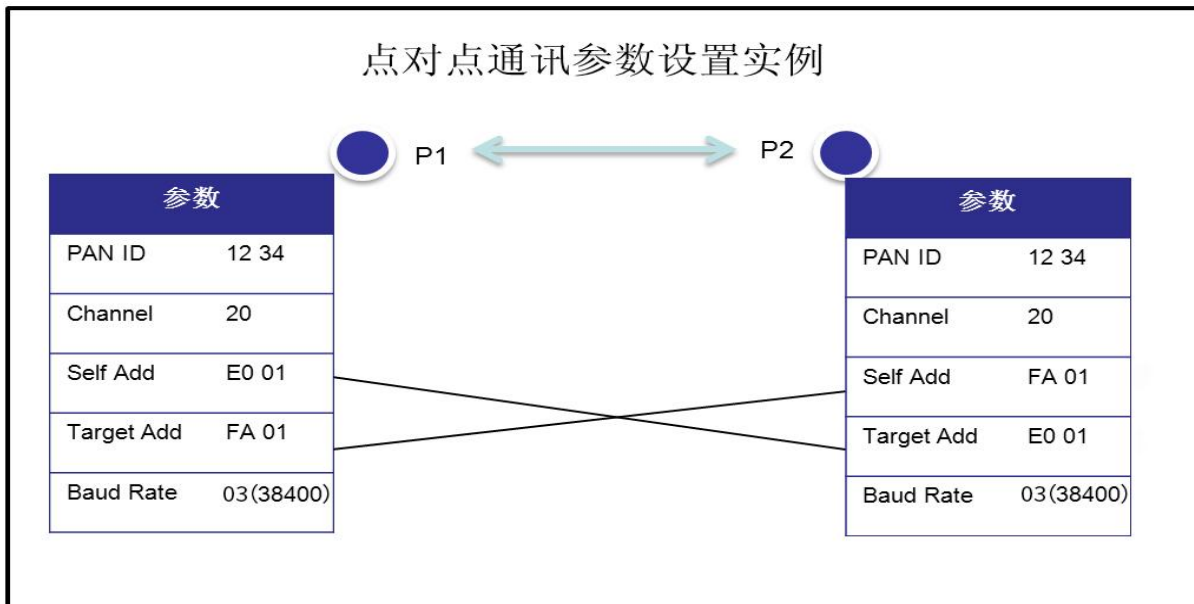 点对点通讯参数设置实例
P1
P2
参数
PAN ID 12 34
Channel 20
Self Add E0 01
Target Add FA 01
Baud Rate 03(38400)
参数
PAN ID 12 34
Channel 20
Self Add FA 01
Target Add E0 01
Baud Rate 03(38400)